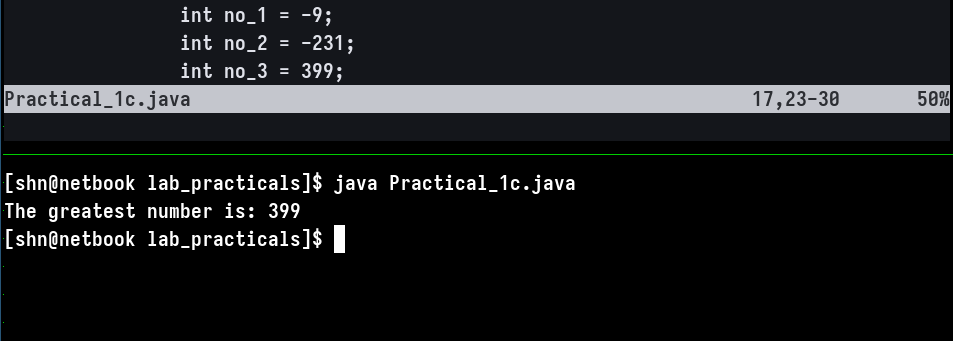 int no_1 = -9;
int no_2 = -231;
int no_3 = 399;
Practical_1c.java 17,23-30 50%
[shn@netbook lab_practicals]$ java Practical_1c.java
The greatest number is: 399
[shn@netbook lab_practicals]$